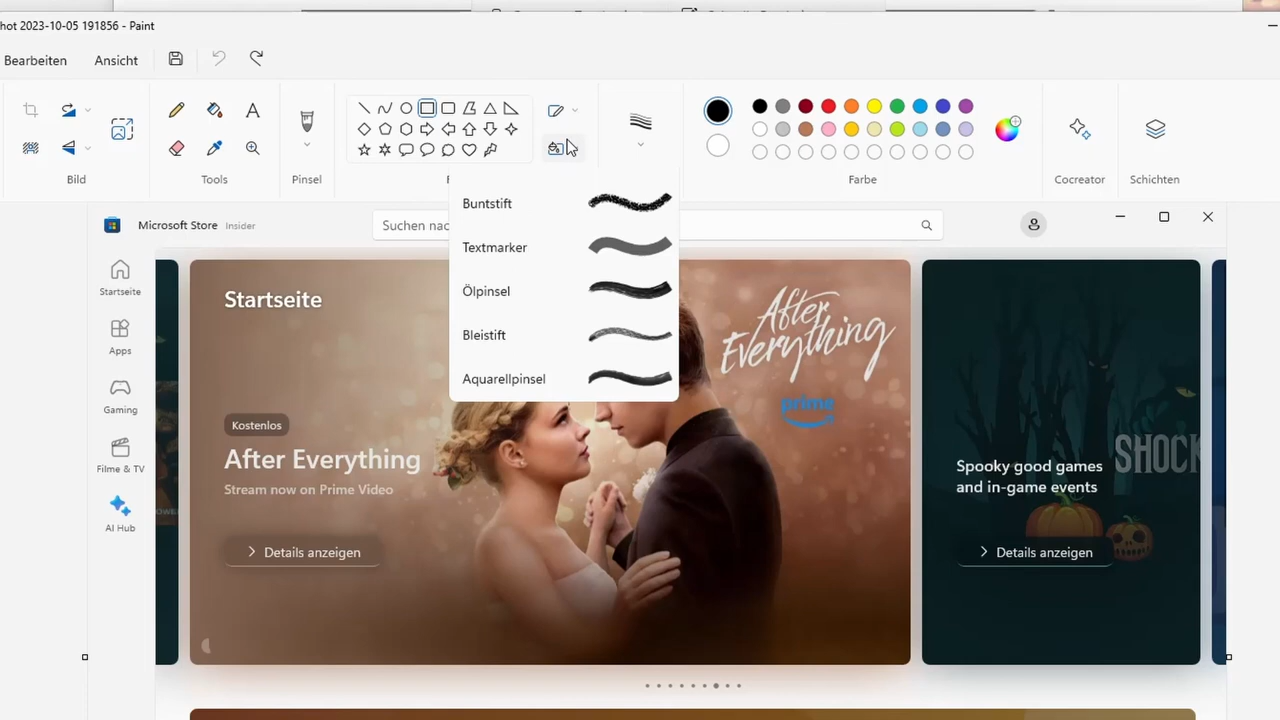 hot 2023-10-05 191856 - Paint
Bearbeiten
Ansicht
Bild
Tools
Pinsel
Farbe
Cocreator
Schichten
Buntstift
Textmarker
Ölpinsel
Bleistift
Aquarellpinsel
Microsoft Store
Insider
Suchen nac
Startseite
Apps
Gaming
Filme & TV
AI Hub
Startseite
Kostenlos
After Everything
Stream now on Prime Video
Details anzeigen
After
Everything
prime
Spooky good games
and in-game events
SHOCK
Details anzeigen